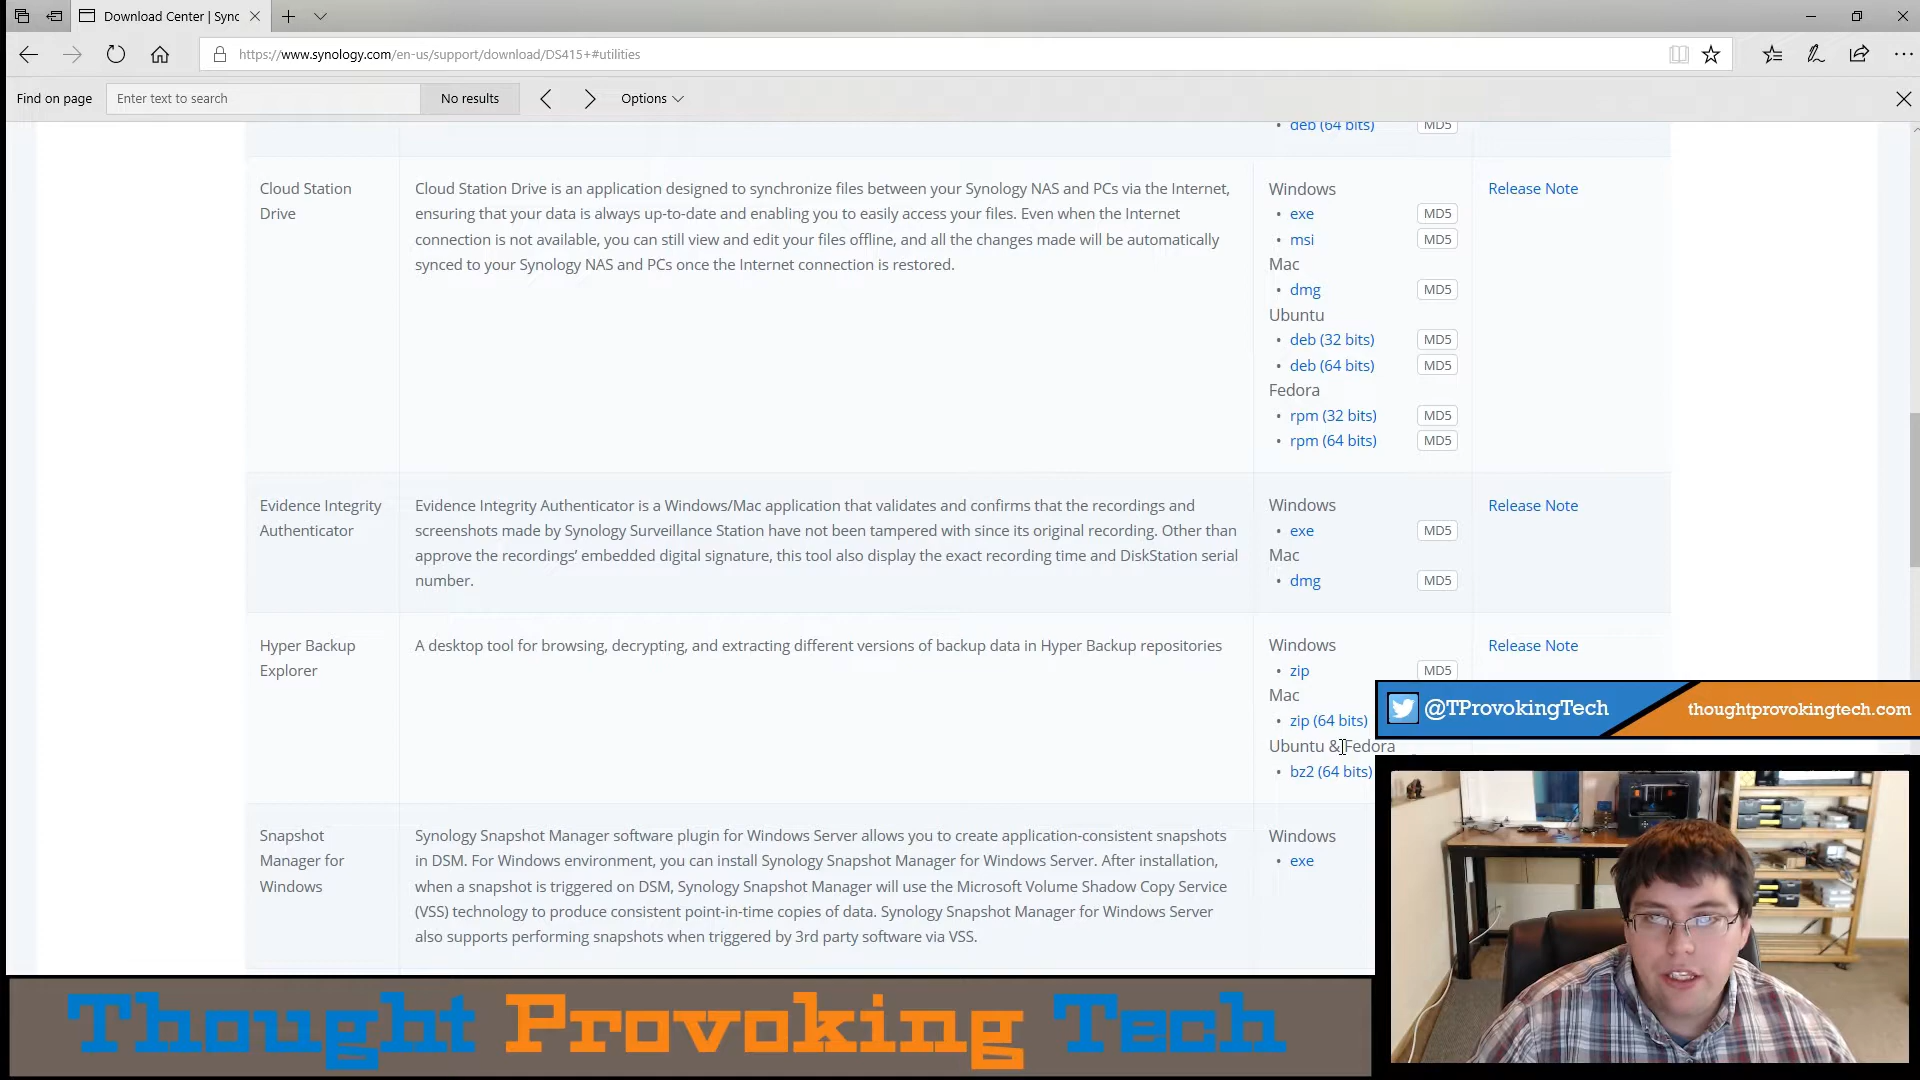 Download Center | Sync
https://www.synology.com/en-us/support/download/DS415+#utilities
Find on page
Enter text to search
No results
Options
deb (64 bits) MD5
Cloud Station
Drive
Cloud Station Drive is an application designed to synchronize files between your Synology NAS and PCs via the Internet,
ensuring that your data is always up-to-date and enabling you to easily access your files. Even when the Internet
connection is not available, you can still view and edit your files offline, and all the changes made will be automatically
synced to your Synology NAS and PCs once the Internet connection is restored.
Windows
• exe MD5
• msi MD5
Mac
• dmg MD5
Ubuntu
• deb (32 bits) MD5
• deb (64 bits) MD5
Fedora
• rpm (32 bits) MD5
• rpm (64 bits) MD5
Release Note
Evidence Integrity
Authenticator
Evidence Integrity Authenticator is a Windows/Mac application that validates and confirms that the recordings and
screenshots made by Synology Surveillance Station have not been tampered with since its original recording. Other than
approve the recordings’ embedded digital signature, this tool also display the exact recording time and DiskStation serial
number.
Windows
• exe MD5
Mac
• dmg MD5
Release Note
Hyper Backup
Explorer
A desktop tool for browsing, decrypting, and extracting different versions of backup data in Hyper Backup repositories
Windows
• zip MD5
Mac
• zip (64 bits)
Ubuntu & Fedora
• bz2 (64 bits)
Release Note
Snapshot
Manager for
Windows
Synology Snapshot Manager software plugin for Windows Server allows you to create application-consistent snapshots
in DSM. For Windows environment, you can install Synology Snapshot Manager for Windows Server. After installation,
when a snapshot is triggered on DSM, Synology Snapshot Manager will use the Microsoft Volume Shadow Copy Service
(VSS) technology to produce consistent point-in-time copies of data. Synology Snapshot Manager for Windows Server
also supports performing snapshots when triggered by 3rd party software via VSS.
Windows
• exe
@TProvokingTech
thoughtprovokingtech.com
Thought Provoking Tech